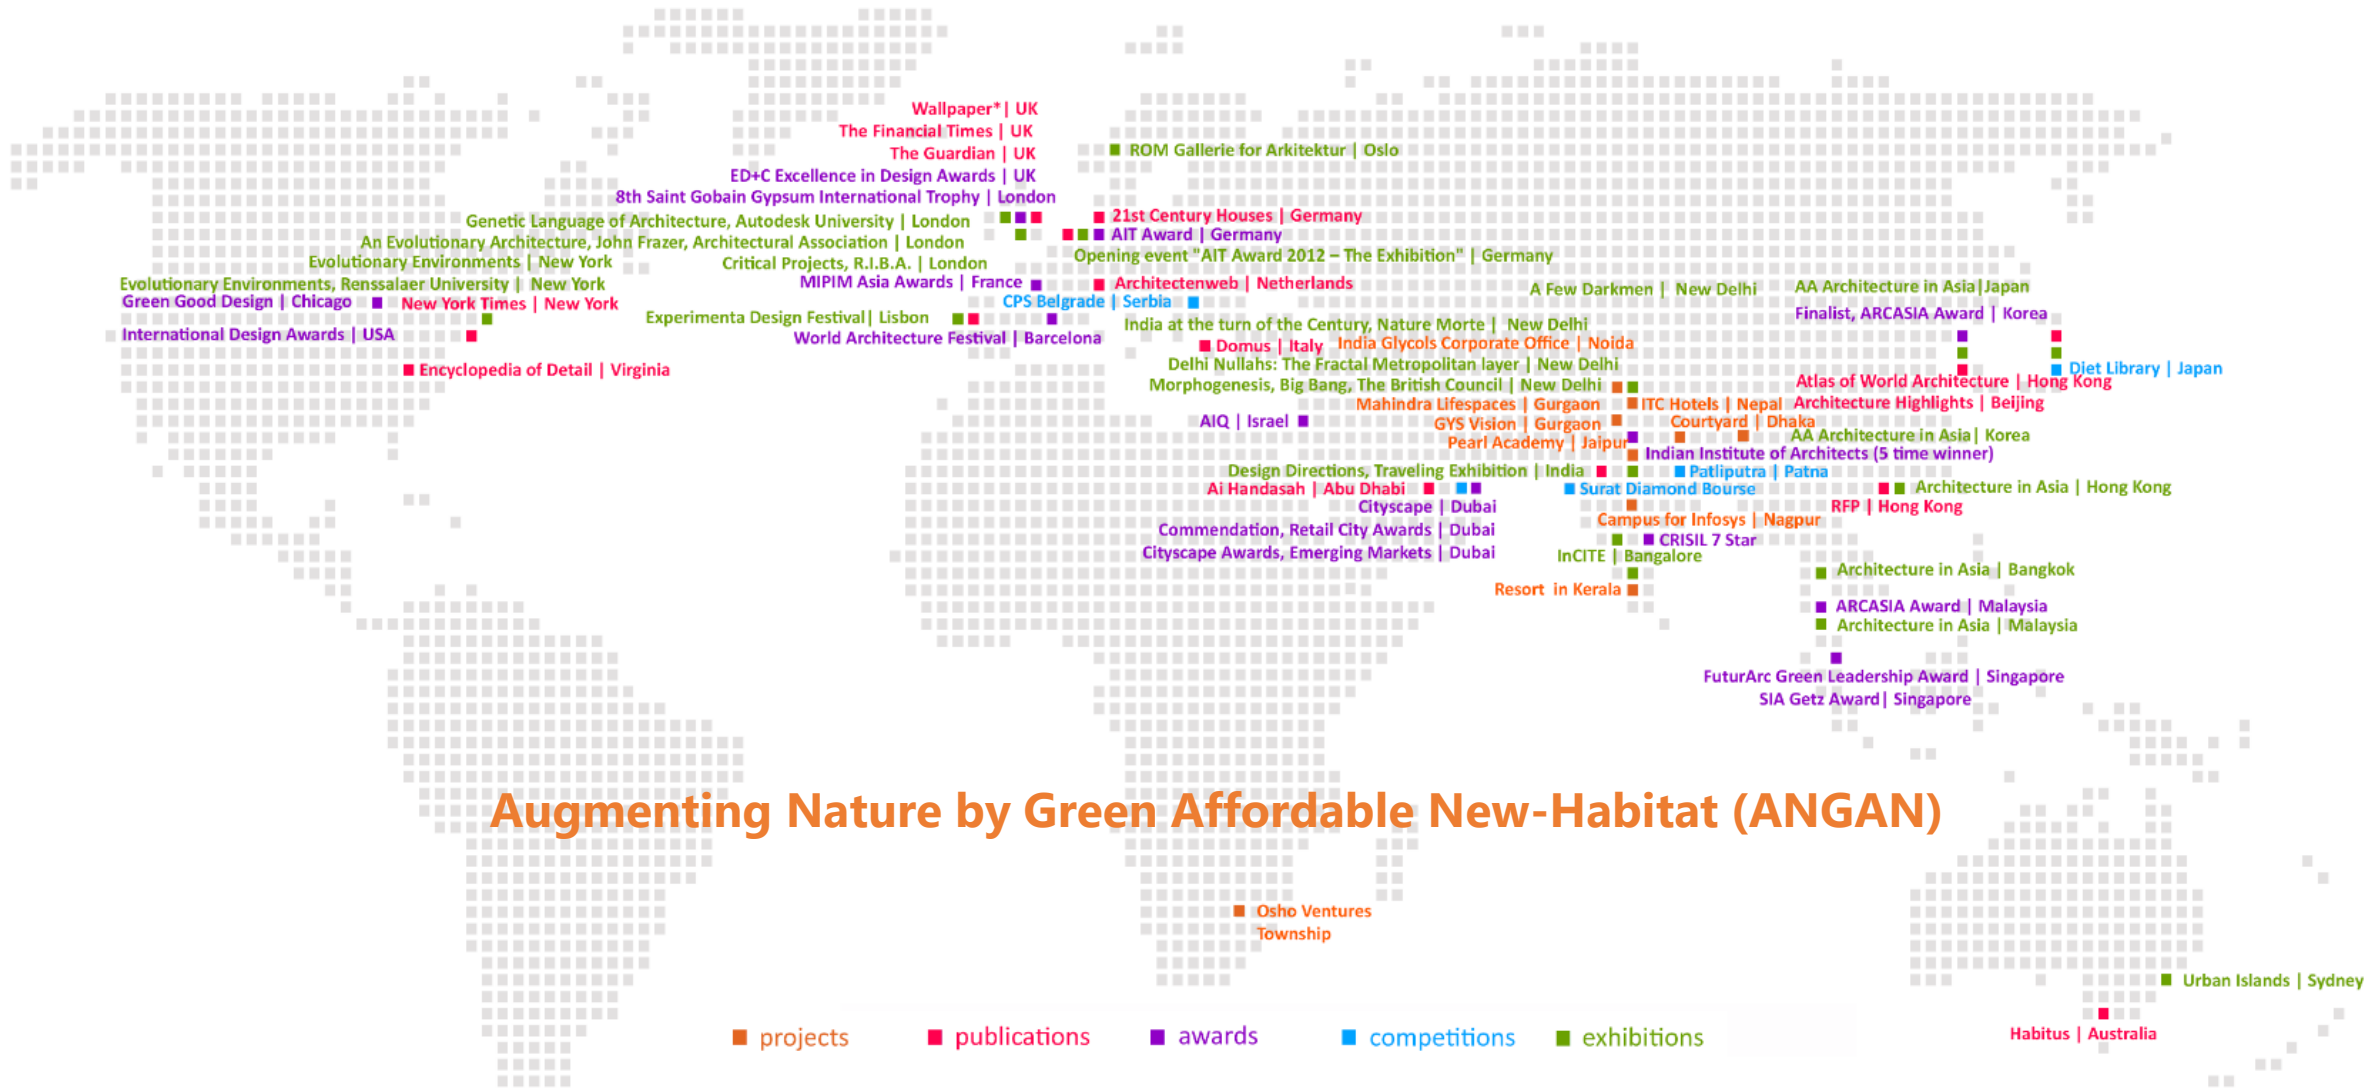 Wallpaper*| UK
The Financial Times | UK
The Guardian | UK
ROM Gallerie for Arkitektur | Oslo
ED+C Excellence in Design Awards | UK
8th Saint Gobain Gypsum International Trophy | London
Genetic Language of Architecture, Autodesk University | London
21st Century Houses | Germany
An Evolutionary Architecture, John Frazer, Architectural Association | London
AIT Award | Germany
Evolutionary Environments | New York
Critical Projects, R.I.B.A. | London
Opening event "AIT Award 2012 – The Exhibition" | Germany
Evolutionary Environments, Renssalaer University | New York
MIPIM Asia Awards | France
Architectenweb | Netherlands
A Few Darkmen | New Delhi
AA Architecture in Asia|Japan
Green Good Design | Chicago
New York Times | New York
CPS Belgrade | Serbia
Finalist, ARCASIA Award | Korea
Experimenta Design Festival| Lisbon
India at the turn of the Century, Nature Morte | New Delhi
International Design Awards | USA
World Architecture Festival | Barcelona
Domus | Italy
India Glycols Corporate Office | Noida
Encyclopedia of Detail | Virginia
Delhi Nullahs: The Fractal Metropolitan layer | New Delhi
Diet Library | Japan
Morphogenesis, Big Bang, The British Council | New Delhi
Atlas of World Architecture | Hong Kong
Mahindra Lifespaces | Gurgaon
ITC Hotels | Nepal
Architecture Highlights | Beijing
AIQ | Israel
GYS Vision | Gurgaon
Courtyard | Dhaka
Pearl Academy | Jaipur
AA Architecture in Asia| Korea
Indian Institute of Architects (5 time winner)
Design Directions, Traveling Exhibition | India
Patliputra | Patna
Ai Handasah | Abu Dhabi
Surat Diamond Bourse
Architecture in Asia | Hong Kong
Cityscape | Dubai
RFP | Hong Kong
Campus for Infosys | Nagpur
Commendation, Retail City Awards | Dubai
CRISIL 7 Star
Cityscape Awards, Emerging Markets | Dubai
InCITE | Bangalore
Architecture in Asia | Bangkok
Resort in Kerala
ARCASIA Award | Malaysia
Architecture in Asia | Malaysia
FuturArc Green Leadership Award | Singapore
SIA Getz Award| Singapore
Augmenting Nature by Green Affordable New-Habitat (ANGAN)
Osho Ventures
Township
Urban Islands | Sydney
Habitus | Australia
projects
publications
awards
competitions
exhibitions